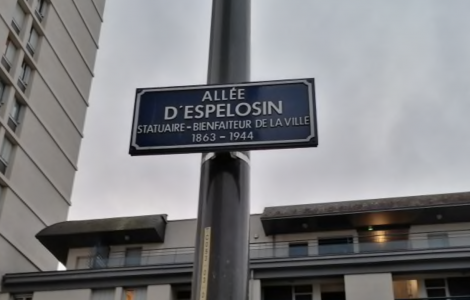 ALLÉE
D'ESPELOSIN
STATUAIRE - BIENFAITEUR DE LA VILLE
1863 - 1944